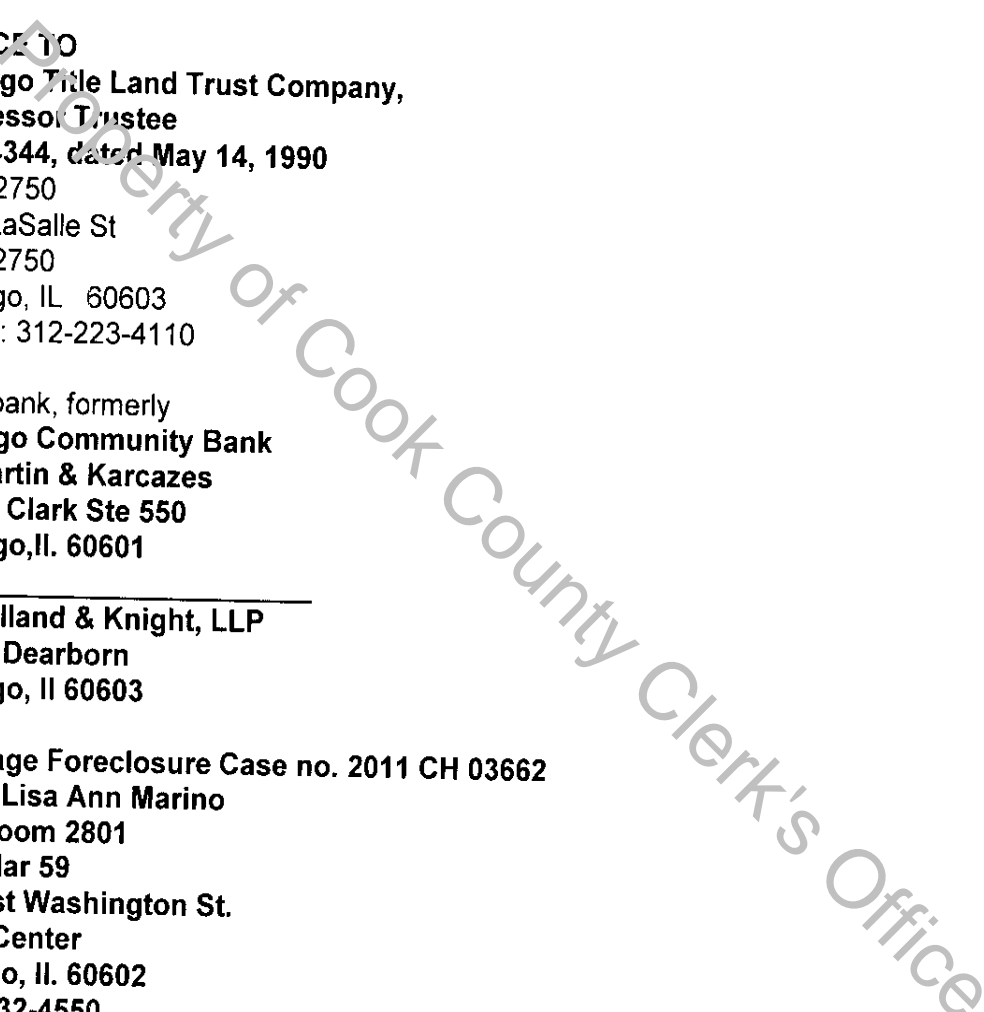 CE TO
go Title Land Trust Company,
essor Trustee
-344, dated May 14, 1990
2750
LaSalle St
2750
go, IL 60603
: 312-223-4110
bank, formerly
go Community Bank
artin & Karcazes
Clark Ste 550
go,Il. 60601
lland & Knight, LLP
Dearborn
go, Il 60603
age Foreclosure Case no. 2011 CH 03662
Lisa Ann Marino
oom 2801
dar 59
st Washington St.
Center
o, Il. 60602
32-4550
Property of Cook County Clerk's Office